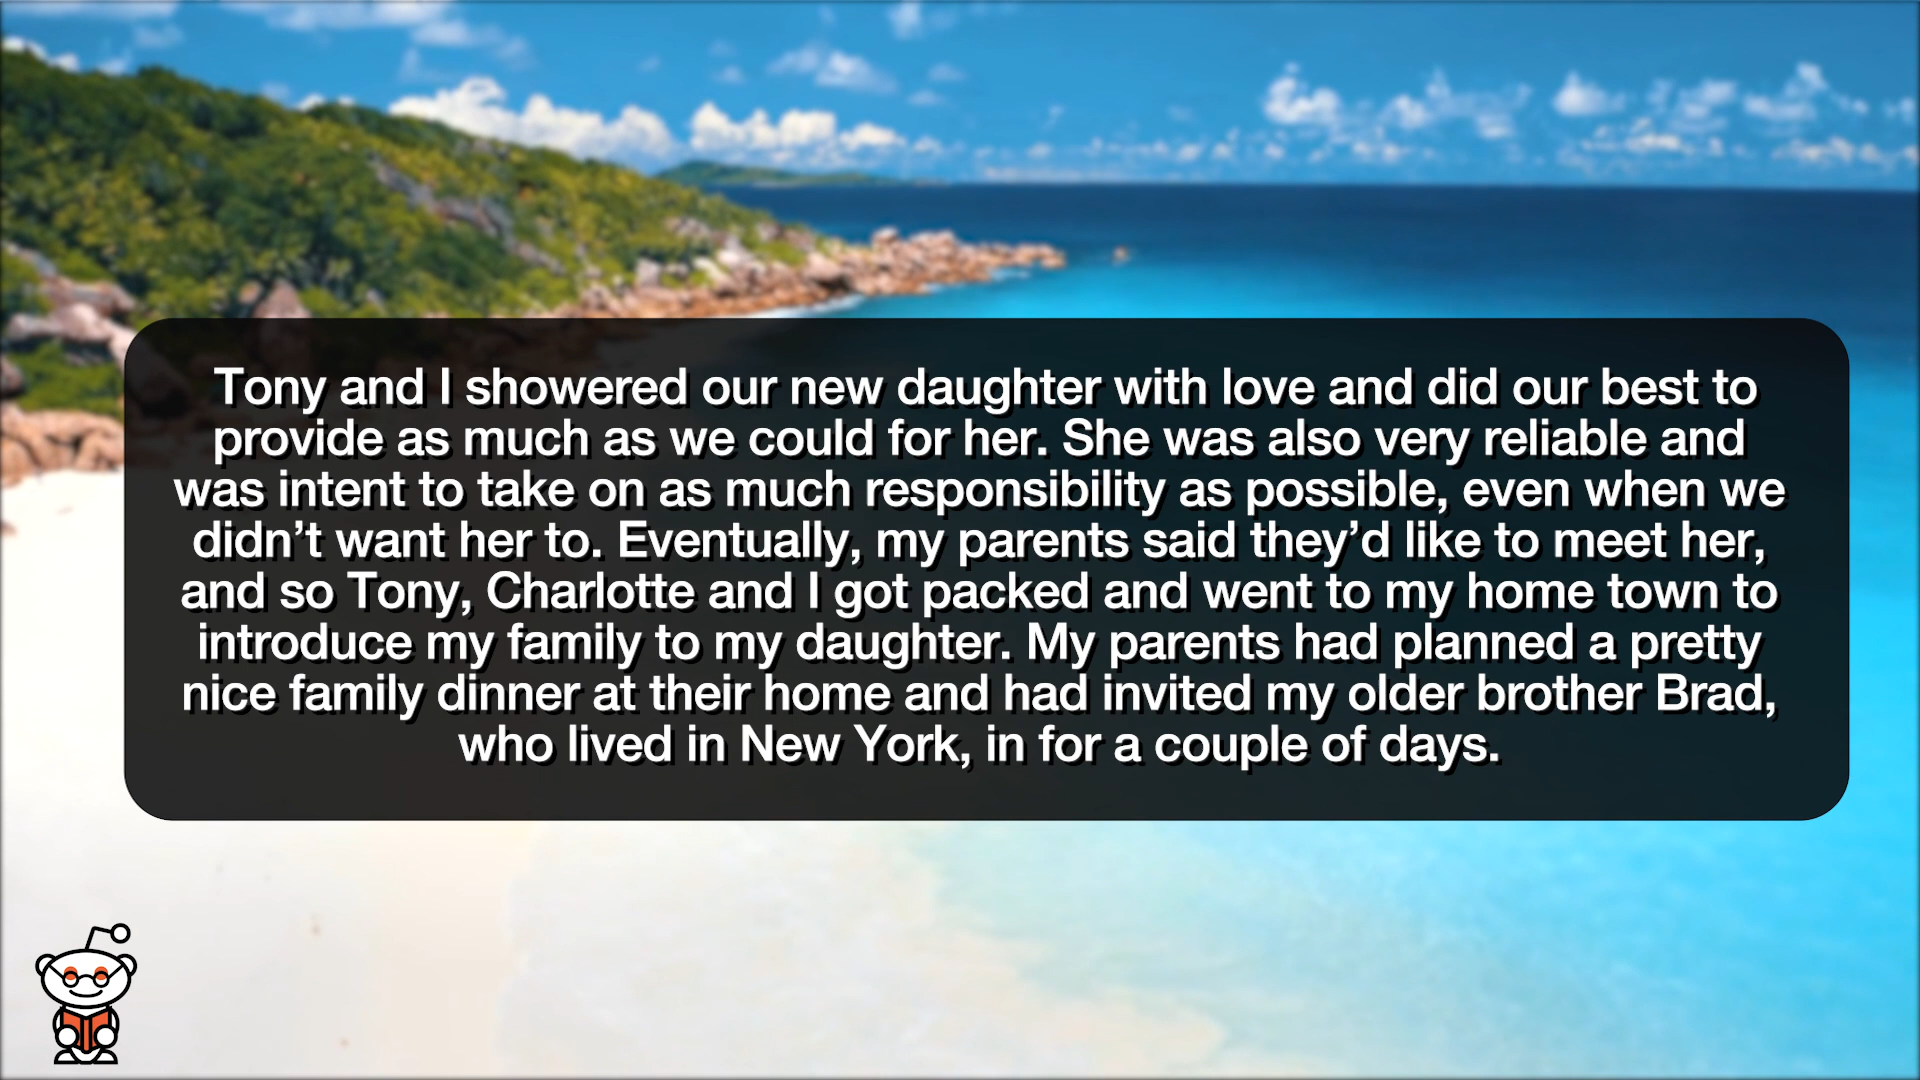 Tony and I showered our new daughter with love and did our best to
provide as much as we could for her. She was also very reliable and
was intent to take on as much responsibility as possible, even when we
didn’t want her to. Eventually, my parents said they’d like to meet her,
and so Tony, Charlotte and I got packed and went to my home town to
introduce my family to my daughter. My parents had planned a pretty
nice family dinner at their home and had invited my older brother Brad,
who lived in New York, in for a couple of days.